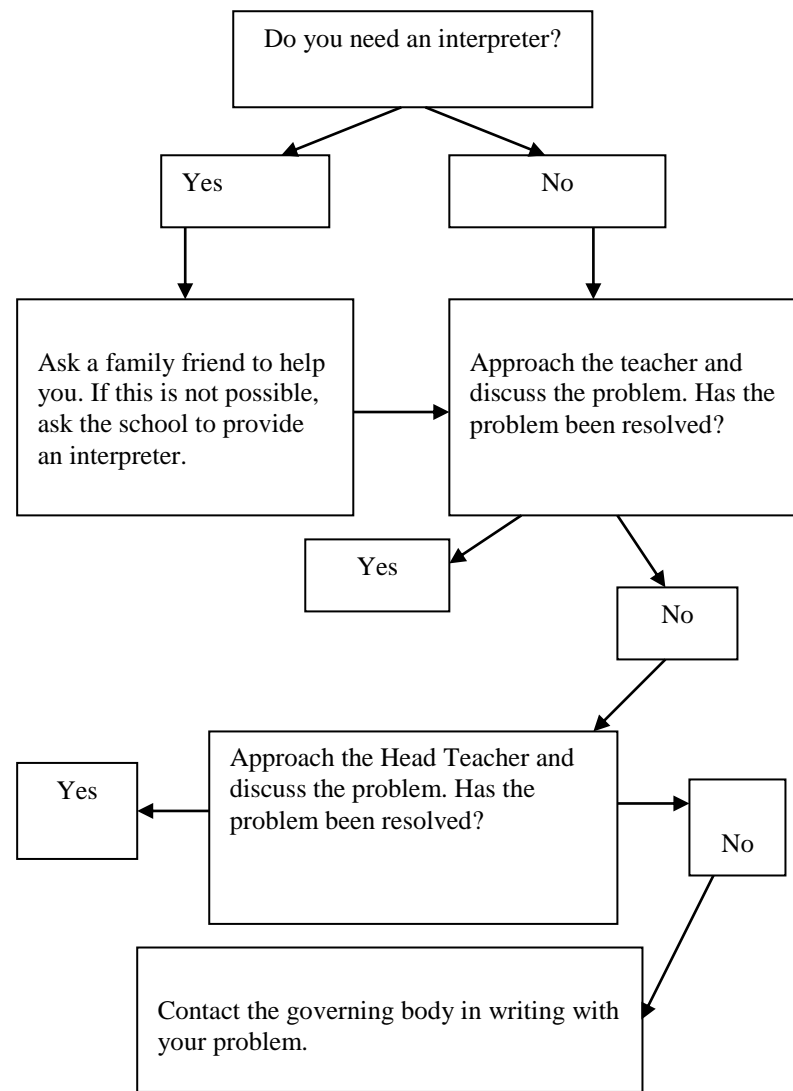 Do you need an interpreter?
Yes
No
Ask a family friend to help
you. If this is not possible,
ask the school to provide
an interpreter.
Approach the teacher and
discuss the problem. Has the
problem been resolved?
Yes
No
Approach the Head Teacher and
discuss the problem. Has the
problem been resolved?
Yes
No
Contact the governing body in writing with
your problem.